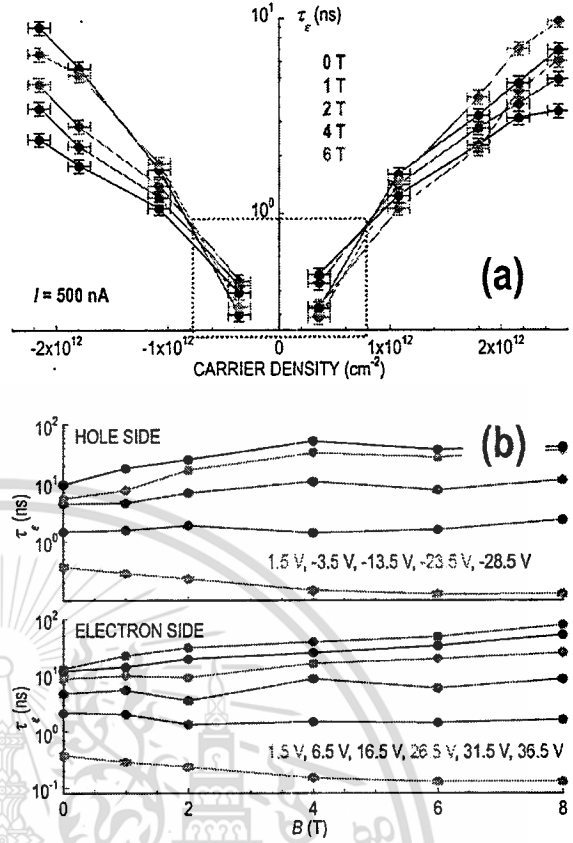 10¹
τε (ns)
0 T
1 T
2 T
4 T
6 T
10⁰
(a)
I = 500 nA
-2x10¹² -1x10¹² 0 1x10¹² 2x10¹²
CARRIER DENSITY (cm⁻²)
10²
HOLE SIDE
(b)
10¹
τε (ns)
10⁰
1.5 V, -3.5 V, -13.5 V, -23.5 V, -28.5 V
10²
ELECTRON SIDE
10¹
τε (ns)
10⁰
1.5 V, 6.5 V, 16.5 V, 26.5 V, 31.5 V, 36.5 V
10⁻¹
0 2 4 6 8
B (T)